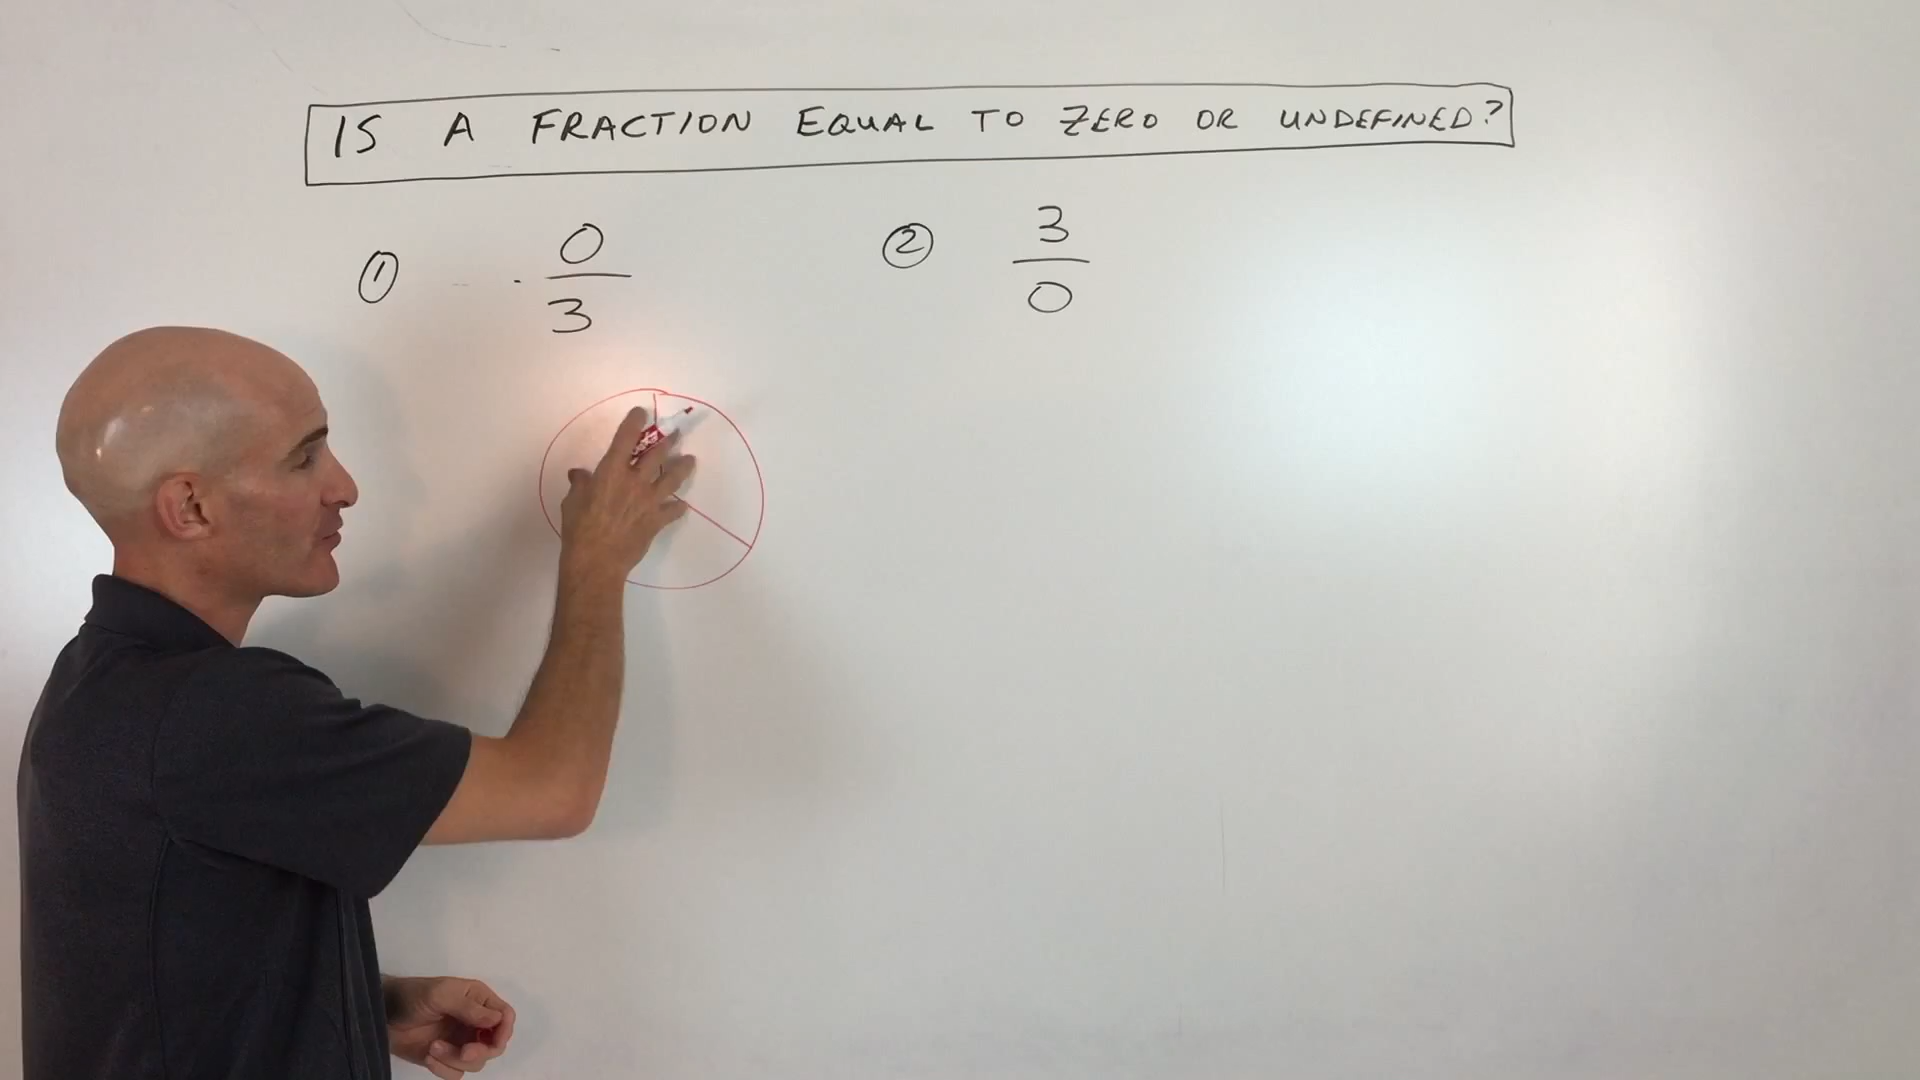 IS A FRACTION EQUAL TO ZERO OR UNDEFINED?
① 0/3
② 3/0